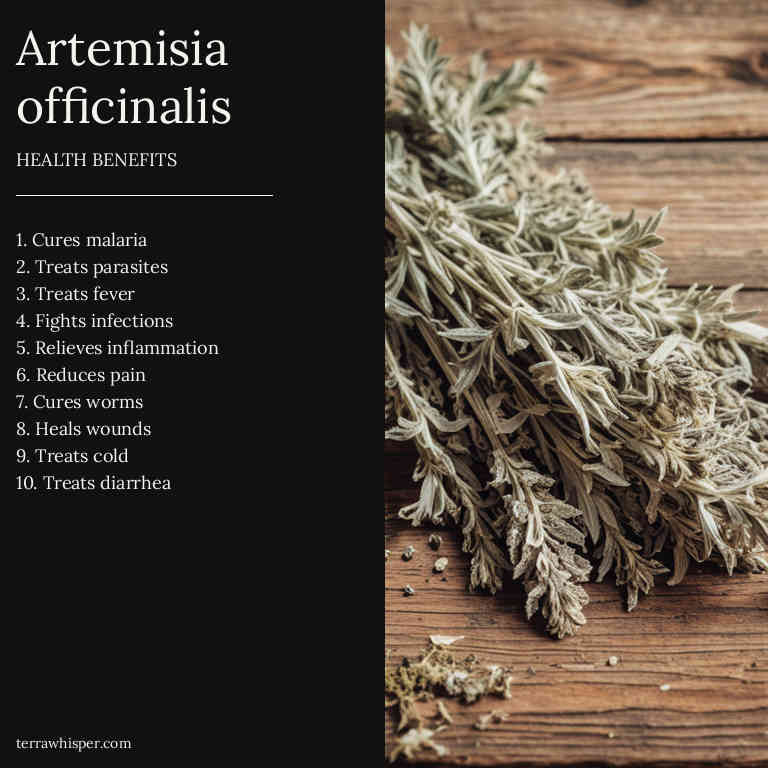 Artemisia
officinalis
HEALTH BENEFITS
1. Cures malaria
2. Treats parasites
3. Treats fever
4. Fights infections
5. Relieves inflammation
6. Reduces pain
7. Cures worms
8. Heals wounds
9. Treats cold
10. Treats diarrhea
terrawhisper.com